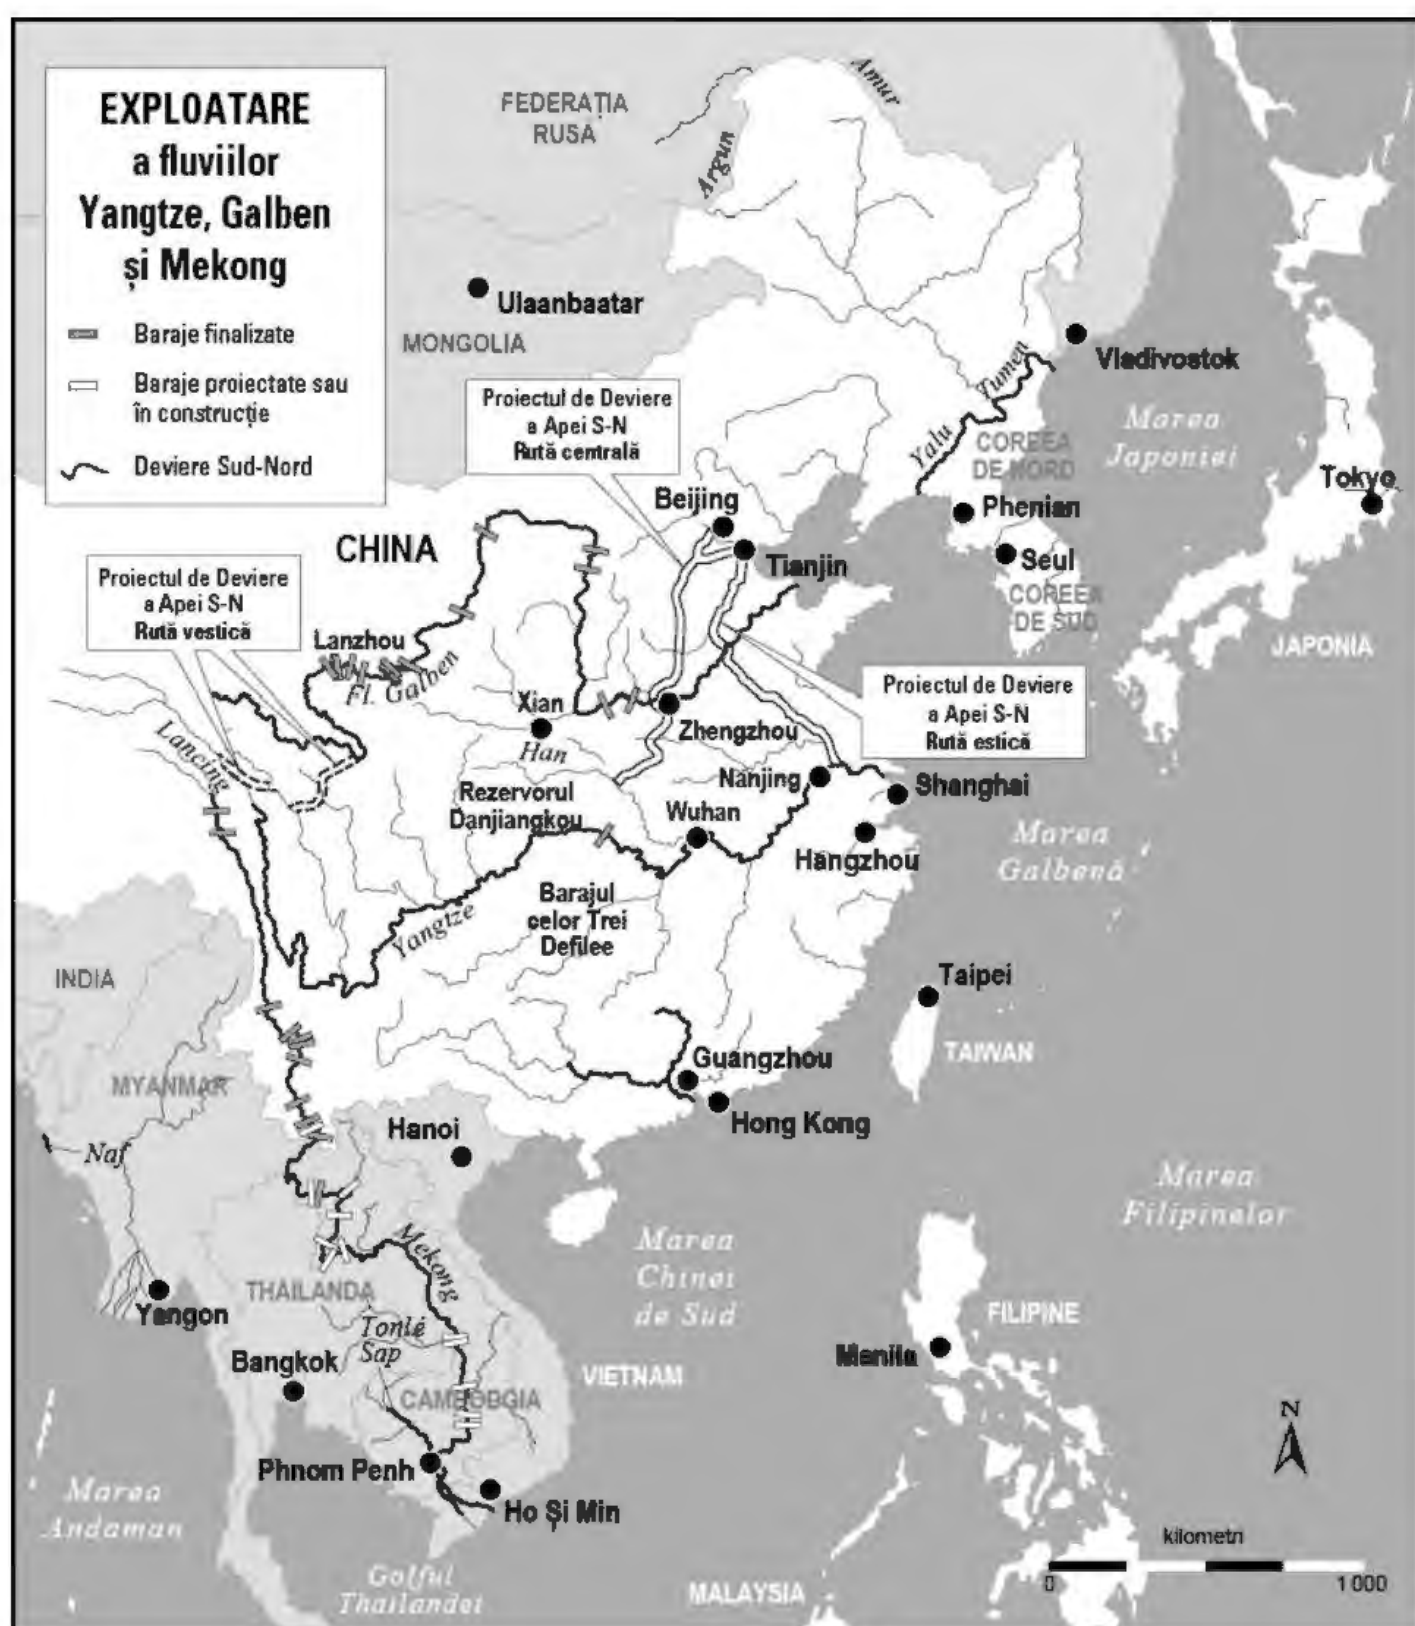 EXPLOATARE
a fluviilor
Yangtze, Galben
și Mekong
Baraje finalizate
Baraje proiectate sau
în construcție
Deviere Sud-Nord
FEDERAȚIA
RUSĂ
Amur
Argun
Ulaanbaatar
MONGOLIA
Vladivostok
Tumen
Yalu
Marea
Japoniei
COREEA
DE NORD
Proiectul de Deviere
a Apei S-N
Rută centrală
Beijing
Phenian
Tokyo
CHINA
Tianjin
Seul
COREEA
DE SUD
JAPONIA
Proiectul de Deviere
a Apei S-N
Rută vestică
Lanzhou
Fl. Galben
Proiectul de Deviere
a Apei S-N
Rută estică
Xian
Han
Zhengzhou
Lancing
Nanjing
Shanghai
Rezervorul
Danjiangkou
Wuhan
Hangzhou
Marea
Galbenă
Barajul
celor Trei
Defilee
Yangtze
INDIA
Taipei
TAIWAN
Guangzhou
MYANMAR
Hong Kong
Hanoi
Naf
Marea
Filipinelor
Marea
Chinei
de Sud
Mekong
THAILANDA
Yangon
Tonlé
Sap
FILIPINE
Manila
Bangkok
VIETNAM
CAMBOBGIA
N
Phnom Penh
Ho Și Min
Marea
Andaman
kilometri
0
1 000
Golful
Thailandei
MALAYSIA